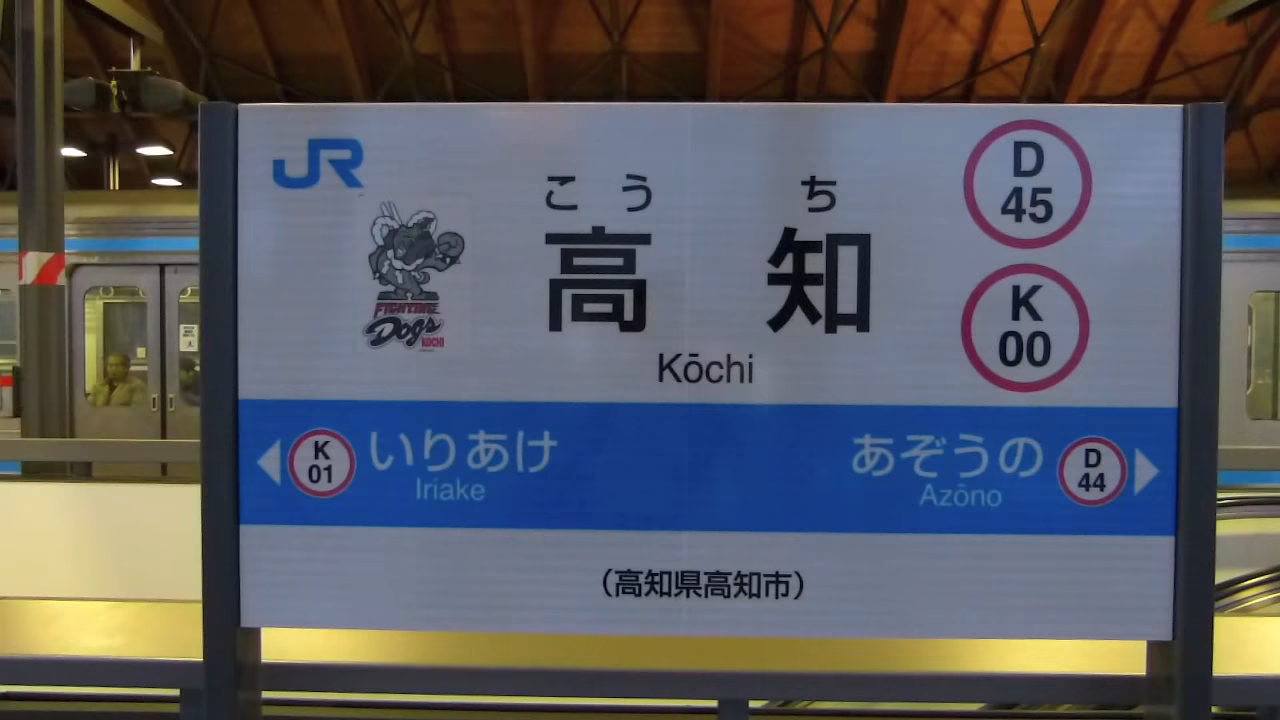 JR
こうち
高知
Kōchi
D
45
K
00
FIGHTING
Dogs
KOCHI
K
01
いりあけ
Iriake
あぞうの
Azōno
D
44
(高知県高知市)